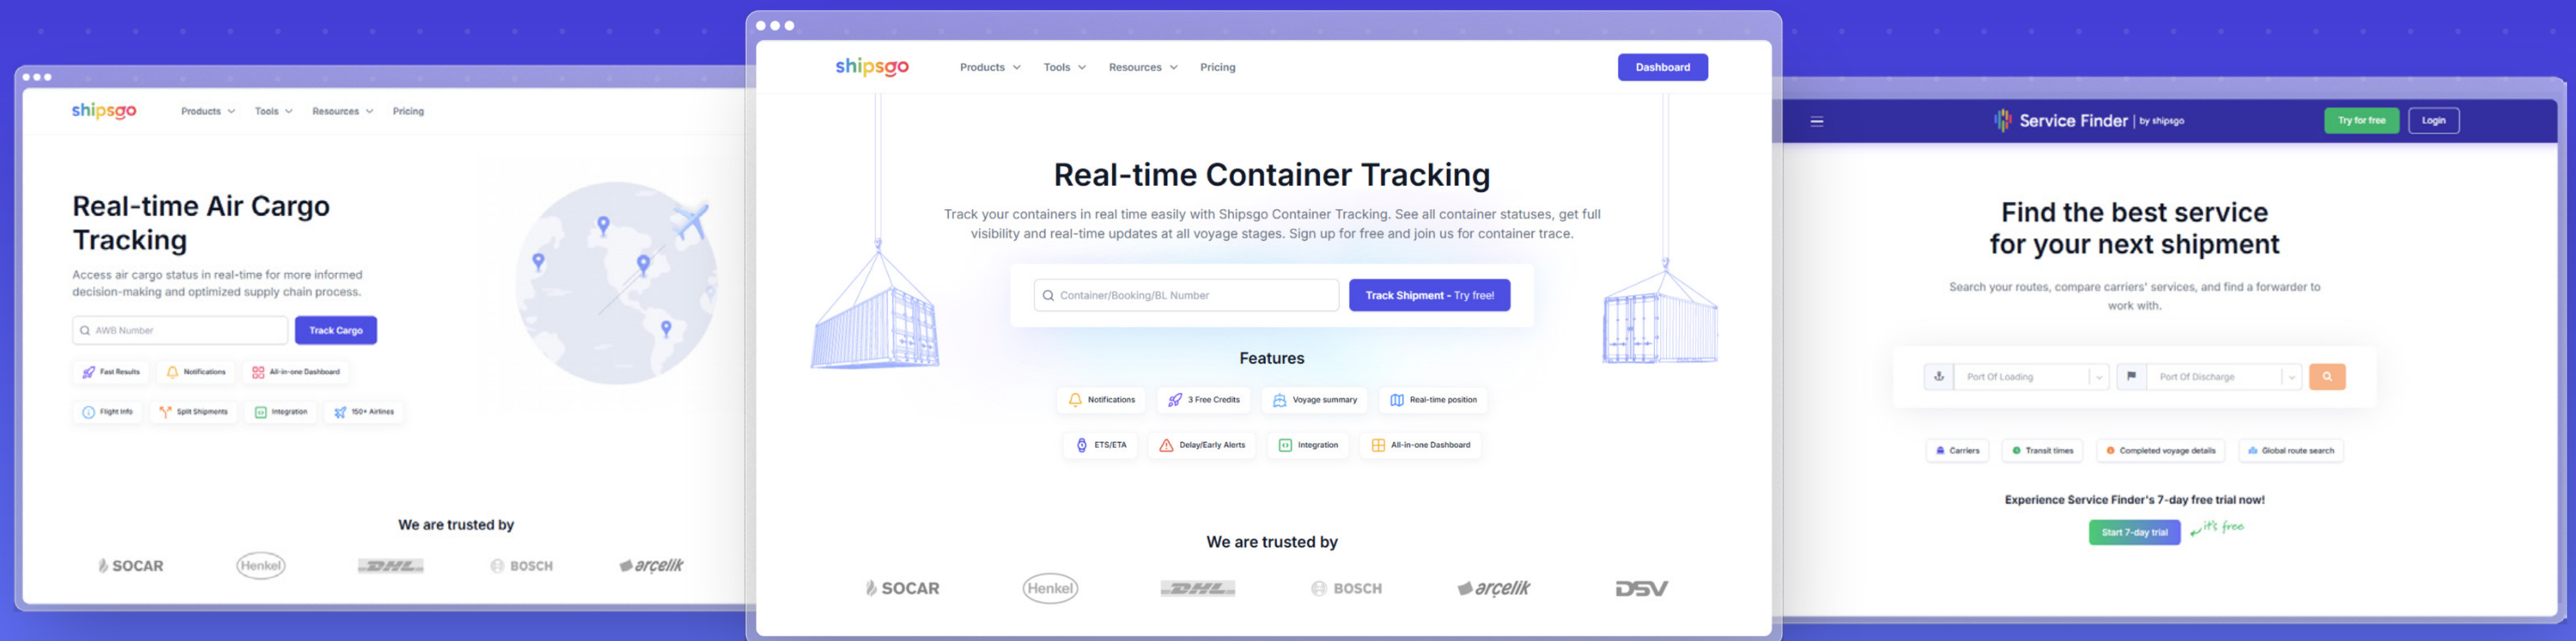 shipsgo
Products
Tools
Resources
Pricing
Real-time Air Cargo
Tracking
Access air cargo status in real-time for more informed
decision-making and optimized supply chain process.
AWB Number
Track Cargo
Fast Results
Notifications
All-in-one Dashboard
Flight Info
Split Shipments
Integration
150+ Airlines
We are trusted by
SOCAR
Henkel
DHL
BOSCH
arçelik
shipsgo
Products
Tools
Resources
Pricing
Dashboard
Real-time Container Tracking
Track your containers in real time easily with Shipsgo Container Tracking. See all container statuses, get full
visibility and real-time updates at all voyage stages. Sign up for free and join us for container trace.
Container/Booking/BL Number
Track Shipment - Try free!
Features
Notifications
3 Free Credits
Voyage summary
Real-time position
ETS/ETA
Delay/Early Alerts
Integration
All-in-one Dashboard
We are trusted by
SOCAR
Henkel
DHL
BOSCH
arçelik
DSV
Service Finder | by shipsgo
Try for free
Login
Find the best service
for your next shipment
Search your routes, compare carriers' services, and find a forwarder to
work with.
Port Of Loading
Port Of Discharge
Carriers
Transit times
Completed voyage details
Global route search
Experience Service Finder's 7-day free trial now!
Start 7-day trial
it's free